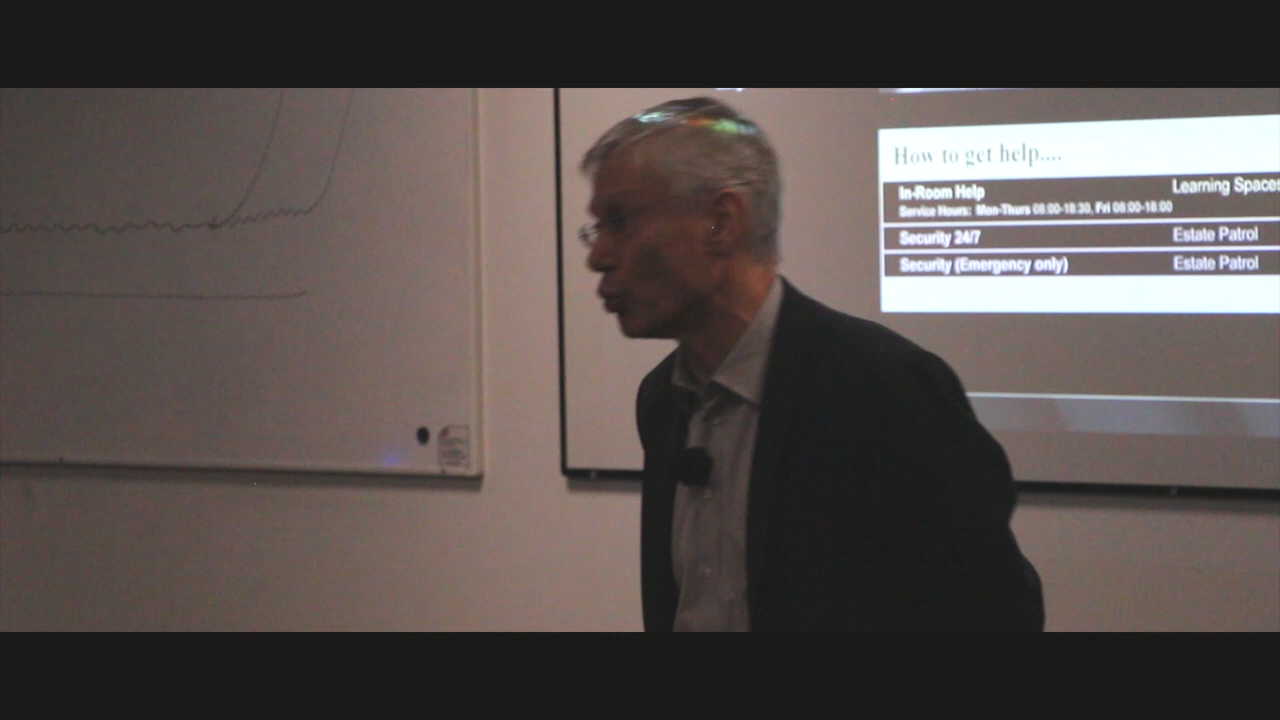 How to get help....
In-Room Help Learning Spaces
Service Hours: Mon-Thurs 08:00-18:30, Fri 08:00-18:00
Security 24/7 Estate Patrol
Security (Emergency only) Estate Patrol